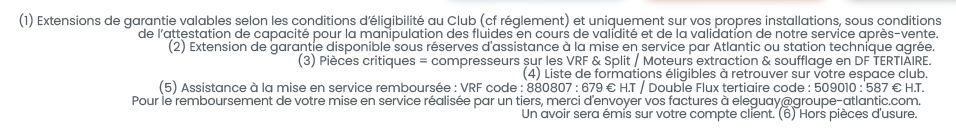 (1) Extensions de garantie valables selon les conditions d'éligibilité au Club (cf réglement) et uniquement sur vos propres installations, sous conditions
de l'attestation de capacité pour la manipulation des fluides en cours de validité et de la validation de notre service après-vente.
(2) Extension de garantie disponible sous réserves d'assistance à la mise en service par Atlantic ou station technique agrée.
(3) Pièces critiques = compresseurs sur les VRF & Split / Moteurs extraction & soufflage en DF TERTIAIRE.
(4) Liste de formations éligibles à retrouver sur votre espace club.
(5) Assistance à la mise en service remboursée : VRF code : 880807 : 679 € H.T / Double Flux tertiaire code : 509010 : 587 € H.T.
Pour le remboursement de votre mise en service réalisée par un tiers, merci d'envoyer vos factures à eleguay@groupe-atlantic.com.
Un avoir sera émis sur votre compte client. (6) Hors pièces d'usure.